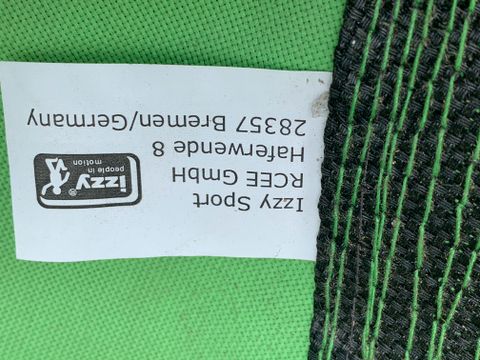 Izzy Sport
RCEE GmbH
Haferwende 8
28357 Bremen/Germany
izzy®
people in
motion